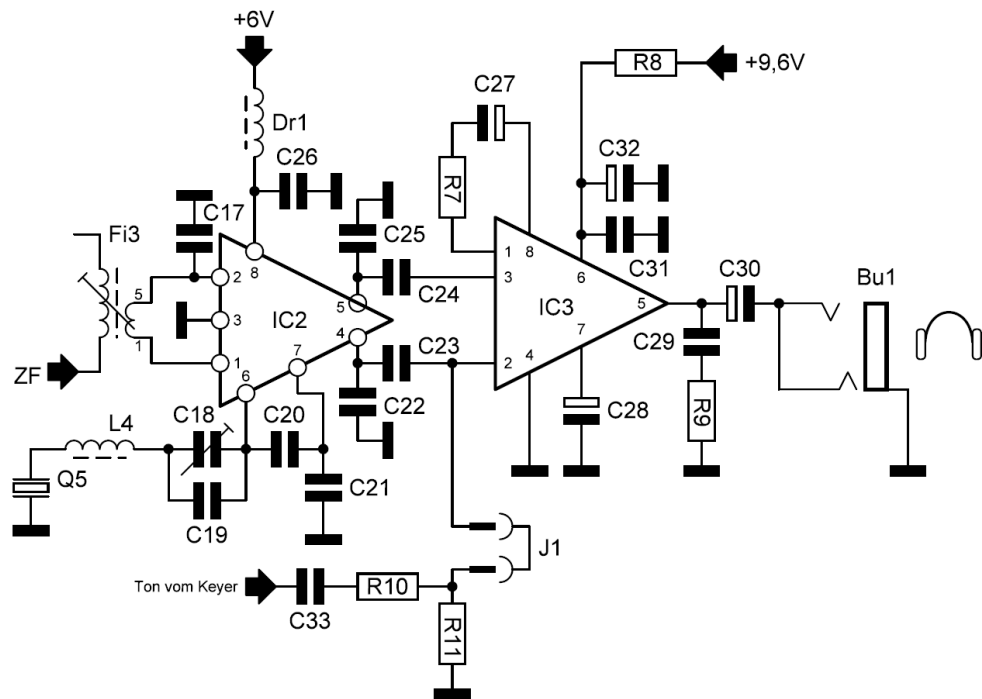 +6V
R8
+9,6V
C27
Dr1
C26
C32
R7
C17
Fi3
C25
C31
1
8
8
6
C30
Bu1
5
2
C24
3
5
3
IC2
IC3
5
4
7
C29
1
C23
2
4
7
1
6
ZF
C18
C20
C22
C28
R9
L4
Q5
C21
C19
J1
Ton vom Keyer
R10
C33
R11